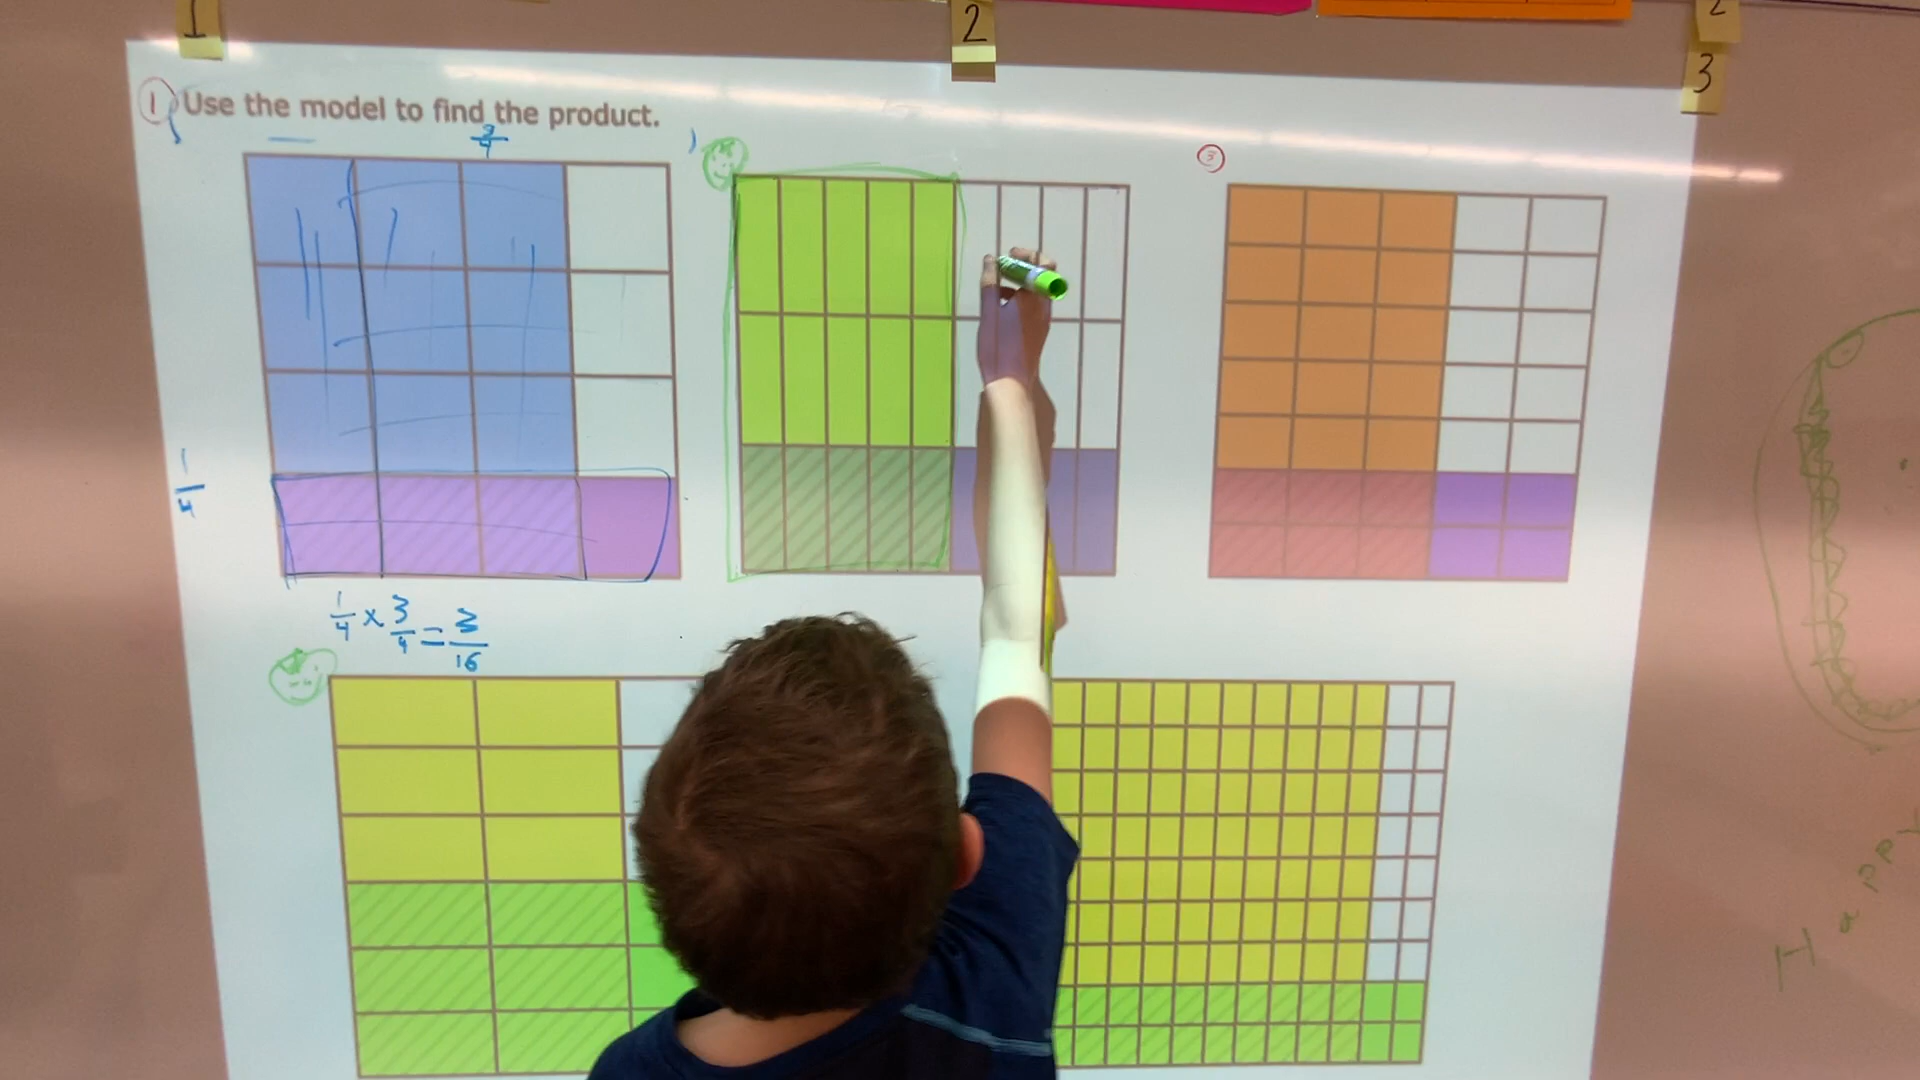 1
2
2
3
1 Use the model to find the product.
3/4
3
1/4
1/4 x 3/4 = 3/16
Happy